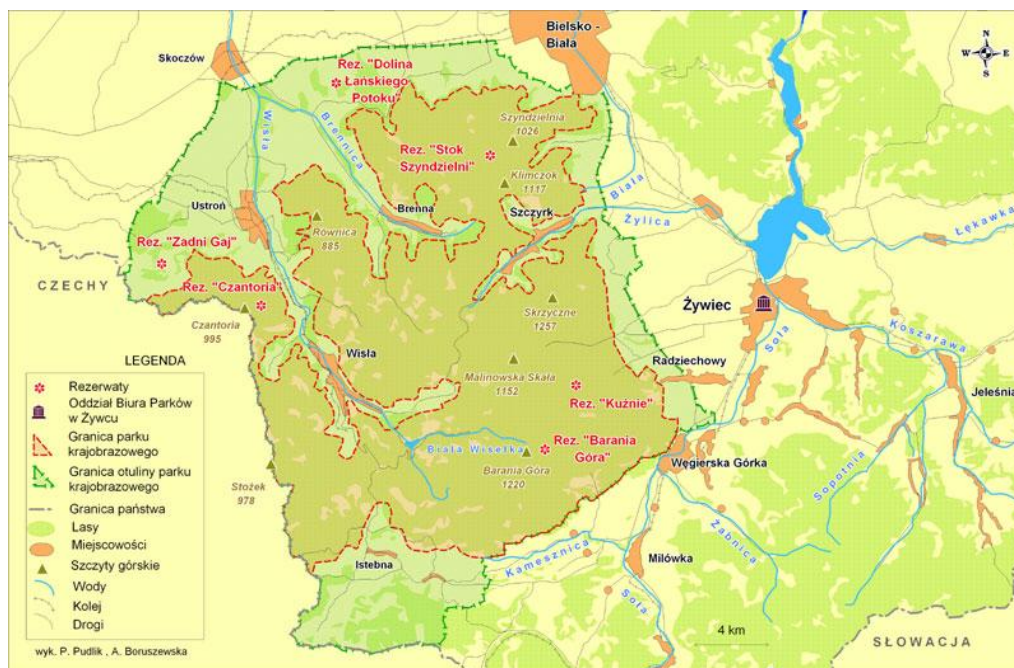 Bielsko -
Biała
N
W E
S
Skoczów
Rez. "Dolina
Łańskiego
Potoku"
Wisła
Brennica
Szyndzielnia
1026
Rez. "Stok
Szyndzielni"
Klimczok
1117
Biała
Ustroń
Brenna
Szczyrk
Żylica
Łękawka
Równica
885
Rez. "Zadni Gaj"
CZECHY
Rez. "Czantoria"
Czantoria
995
Skrzyczne
1257
Żywiec
Soła
Koszarawa
Wisła
Radziechowy
Malinowska Skała
1152
Rez. "Kuźnie"
Jeleśnia
Biała Wisełka
Rez. "Barania
Góra"
Barania Góra
1220
Węgierska Górka
Sopotnia
Stożek
978
Żabnica
Kamesznica
Milówka
Istebna
Soła
4 km
SŁOWACJA
LEGENDA
Rezerwaty
Oddział Biura Parków
w Żywcu
Granica parku
krajobrazowego
Granica otuliny parku
krajobrazowego
Granica państwa
Lasy
Miejscowości
Szczyty górskie
Wody
Kolej
Drogi
wyk. P. Pudlik , A. Boruszewska